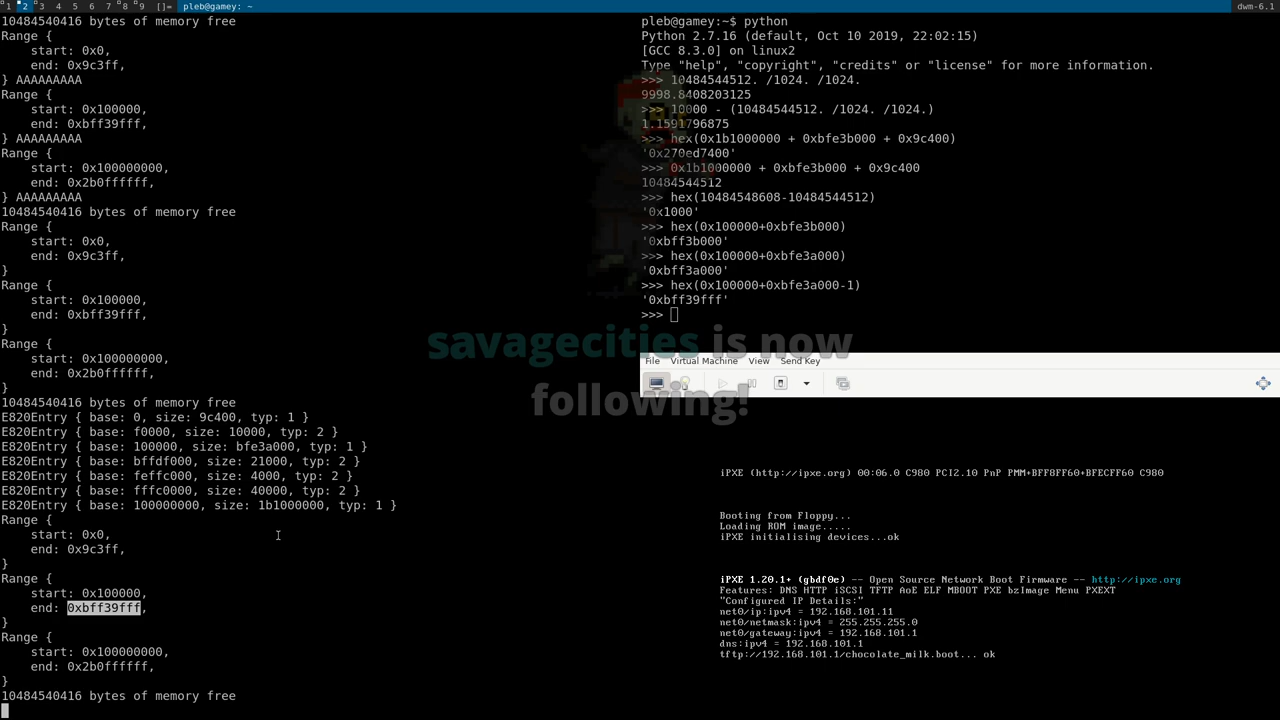 1 2 3 4 5 6 7 8 9 []= pleb@gamey: ~ dwm-6.1
10484540416 bytes of memory free
Range {
    start: 0x0,
    end: 0x9c3ff,
} AAAAAAAAA
Range {
    start: 0x100000,
    end: 0xbff39fff,
} AAAAAAAAA
Range {
    start: 0x100000000,
    end: 0x2b0ffffff,
} AAAAAAAAA
10484540416 bytes of memory free
Range {
    start: 0x0,
    end: 0x9c3ff,
}
Range {
    start: 0x100000,
    end: 0xbff39fff,
}
Range {
    start: 0x100000000,
    end: 0x2b0ffffff,
}
10484540416 bytes of memory free
E820Entry { base: 0, size: 9c400, typ: 1 }
E820Entry { base: f0000, size: 10000, typ: 2 }
E820Entry { base: 100000, size: bfe3a000, typ: 1 }
E820Entry { base: bffdf000, size: 21000, typ: 2 }
E820Entry { base: feffc000, size: 4000, typ: 2 }
E820Entry { base: fffc0000, size: 40000, typ: 2 }
E820Entry { base: 100000000, size: 1b1000000, typ: 1 }
Range {
    start: 0x0,
    end: 0x9c3ff,
}
Range {
    start: 0x100000,
    end: 0xbff39fff,
}
Range {
    start: 0x100000000,
    end: 0x2b0ffffff,
}
10484540416 bytes of memory free
pleb@gamey:~$ python
Python 2.7.16 (default, Oct 10 2019, 22:02:15)
[GCC 8.3.0] on linux2
Type "help", "copyright", "credits" or "license" for more information.
>>> 10484544512. /1024. /1024.
9998.8408203125
>>> 10000 - (10484544512. /1024. /1024.)
1.1591796875
>>> hex(0x1b1000000 + 0xbfe3b000 + 0x9c400)
'0x270ed7400'
>>> 0x1b1000000 + 0xbfe3b000 + 0x9c400
10484544512
>>> hex(10484548608-10484544512)
'0x1000'
>>> hex(0x100000+0xbfe3b000)
'0xbff3b000'
>>> hex(0x100000+0xbfe3a000)
'0xbff3a000'
>>> hex(0x100000+0xbfe3a000-1)
'0xbff39fff'
>>>
savagecities is now
following!
File Virtual Machine View Send Key
iPXE (http://ipxe.org) 00:06.0 C980 PCI2.10 PnP PMM+BFF8FF60+BFECFF60 C980
Booting from Floppy...
Loading ROM image.....
iPXE initialising devices...ok
iPXE 1.20.1+ (gbdf0e) -- Open Source Network Boot Firmware -- http://ipxe.org
Features: DNS HTTP iSCSI TFTP AoE ELF MBOOT PXE bzImage Menu PXEXT
"Configured IP Details:"
net0/ip:ipv4 = 192.168.101.11
net0/netmask:ipv4 = 255.255.255.0
net0/gateway:ipv4 = 192.168.101.1
dns:ipv4 = 192.168.101.1
tftp://192.168.101.1/chocolate_milk.boot... ok